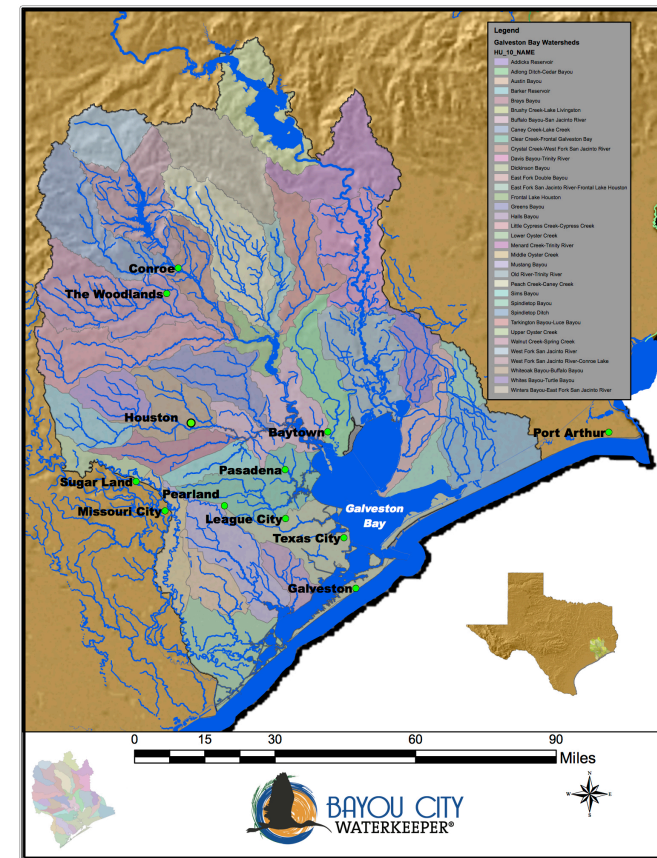 Legend
Galveston Bay Watersheds
HU_10_NAME
Addicks Reservoir
Adlong Ditch-Cedar Bayou
Austin Bayou
Barker Reservoir
Brays Bayou
Brushy Creek-Lake Livingston
Buffalo Bayou-San Jacinto River
Caney Creek-Lake Creek
Clear Creek-Frontal Galveston Bay
Crystal Creek-West Fork San Jacinto River
Davis Bayou-Trinity River
Dickinson Bayou
East Fork Double Bayou
East Fork San Jacinto River-Frontal Lake Houston
Frontal Lake Houston
Greens Bayou
Halls Bayou
Little Cypress Creek-Cypress Creek
Lower Oyster Creek
Menard Creek-Trinity River
Middle Oyster Creek
Mustang Bayou
Old River-Trinity River
Peach Creek-Caney Creek
Sims Bayou
Spindletop Bayou
Spindletop Ditch
Tarkington Bayou-Luce Bayou
Upper Oyster Creek
Walnut Creek-Spring Creek
West Fork San Jacinto River
West Fork San Jacinto River-Conroe Lake
Whiteoak Bayou-Buffalo Bayou
Whites Bayou-Turtle Bayou
Winters Bayou-East Fork San Jacinto River
Conroe
The Woodlands
Houston
Baytown
Port Arthur
Pasadena
Sugar Land
Pearland
Missouri City
League City
Galveston
Bay
Texas City
Galveston
0 15 30 60 90
Miles
N
W E
S
BAYOU CITY
WATERKEEPER®